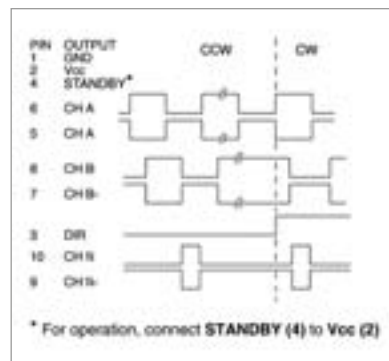 PIN OUTPUT CCW CW
1 GND
2 Vcc
4 STANDBY*
6 CH A
5 CH A
8 CH B
7 CH B-
3 DIR
10 CH
9 CH
* For operation, connect STANDBY (4) to Vcc (2)